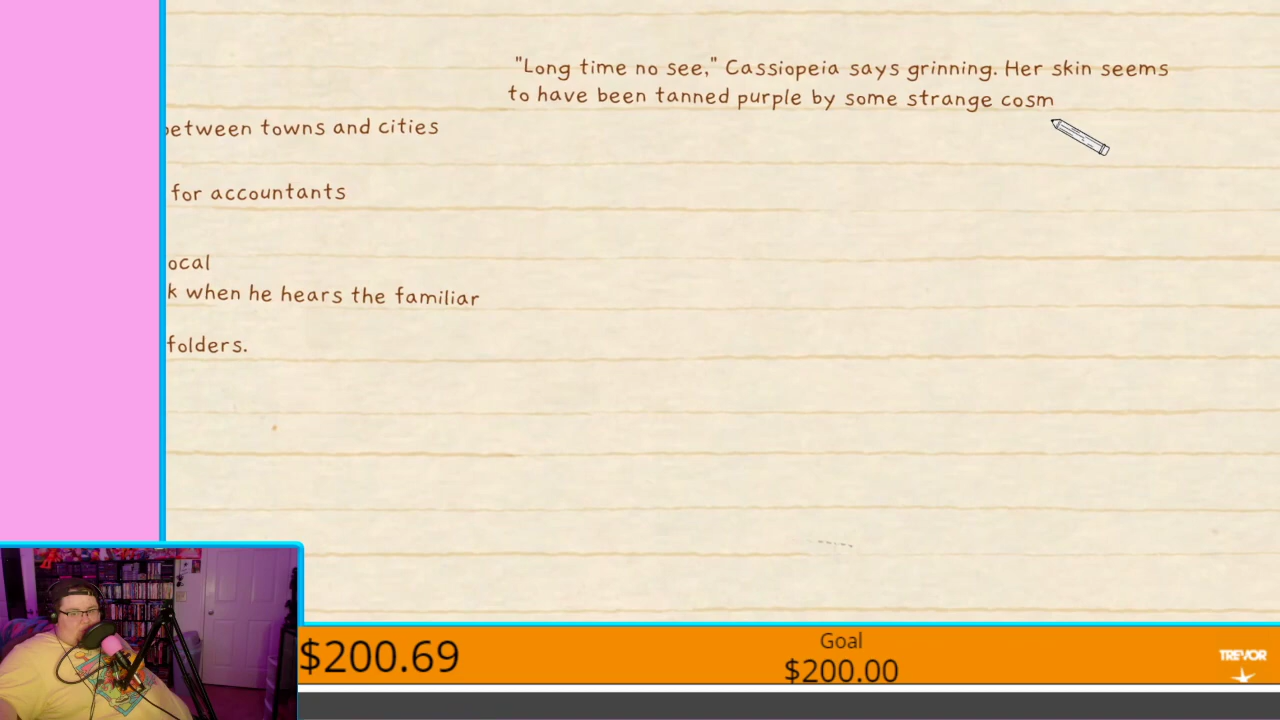 "Long time no see," Cassiopeia says grinning. Her skin seems
to have been tanned purple by some strange cosm
between towns and cities
for accountants
ocal
k when he hears the familiar
folders.
$200.69
Goal
$200.00
TREVOR